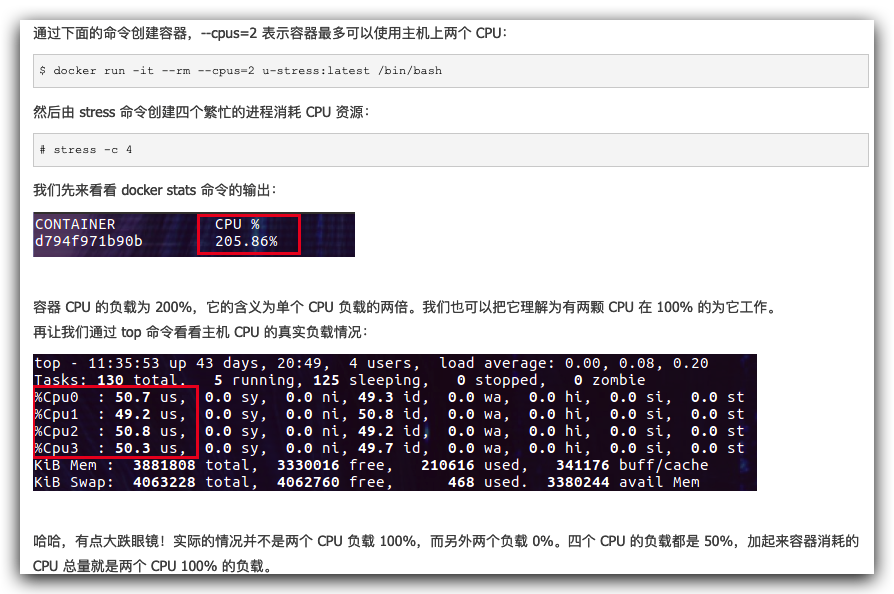 通过下面的命令创建容器，--cpus=2 表示容器最多可以使用主机上两个 CPU：
$ docker run -it --rm --cpus=2 u-stress:latest /bin/bash
然后由 stress 命令创建四个繁忙的进程消耗 CPU 资源：
# stress -c 4
我们先来看看 docker stats 命令的输出：
CONTAINER CPU %
d794f971b90b 205.86%
容器 CPU 的负载为 200%，它的含义为单个 CPU 负载的两倍。我们也可以把它理解为有两颗 CPU 在 100% 的为它工作。
再让我们通过 top 命令看看主机 CPU 的真实负载情况：
top - 11:35:53 up 43 days, 20:49, 4 users, load average: 0.00, 0.08, 0.20
Tasks: 130 total, 5 running, 125 sleeping, 0 stopped, 0 zombie
%Cpu0 : 50.7 us, 0.0 sy, 0.0 ni, 49.3 id, 0.0 wa, 0.0 hi, 0.0 si, 0.0 st
%Cpu1 : 49.2 us, 0.0 sy, 0.0 ni, 50.8 id, 0.0 wa, 0.0 hi, 0.0 si, 0.0 st
%Cpu2 : 50.8 us, 0.0 sy, 0.0 ni, 49.2 id, 0.0 wa, 0.0 hi, 0.0 si, 0.0 st
%Cpu3 : 50.3 us, 0.0 sy, 0.0 ni, 49.7 id, 0.0 wa, 0.0 hi, 0.0 si, 0.0 st
KiB Mem : 3881808 total, 3330016 free, 210616 used, 341176 buff/cache
KiB Swap: 4063228 total, 4062760 free, 468 used. 3380244 avail Mem
哈哈，有点大跌眼镜！实际的情况并不是两个 CPU 负载 100%，而另外两个负载 0%。四个 CPU 的负载都是 50%，加起来容器消耗的
CPU 总量就是两个 CPU 100% 的负载。